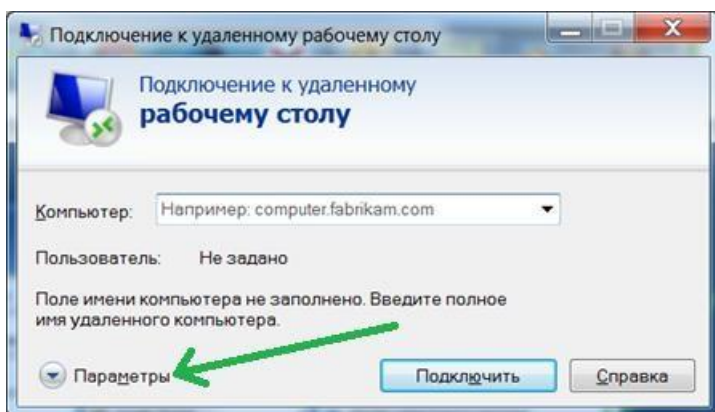 Подключение к удаленному рабочему столу
Подключение к удаленному
рабочему столу
Компьютер:
Например: computer.fabrikam.com
Пользователь:
Не задано
Поле имени компьютера не заполнено. Введите полное
имя удаленного компьютера.
Параметры
Подключить
Справка